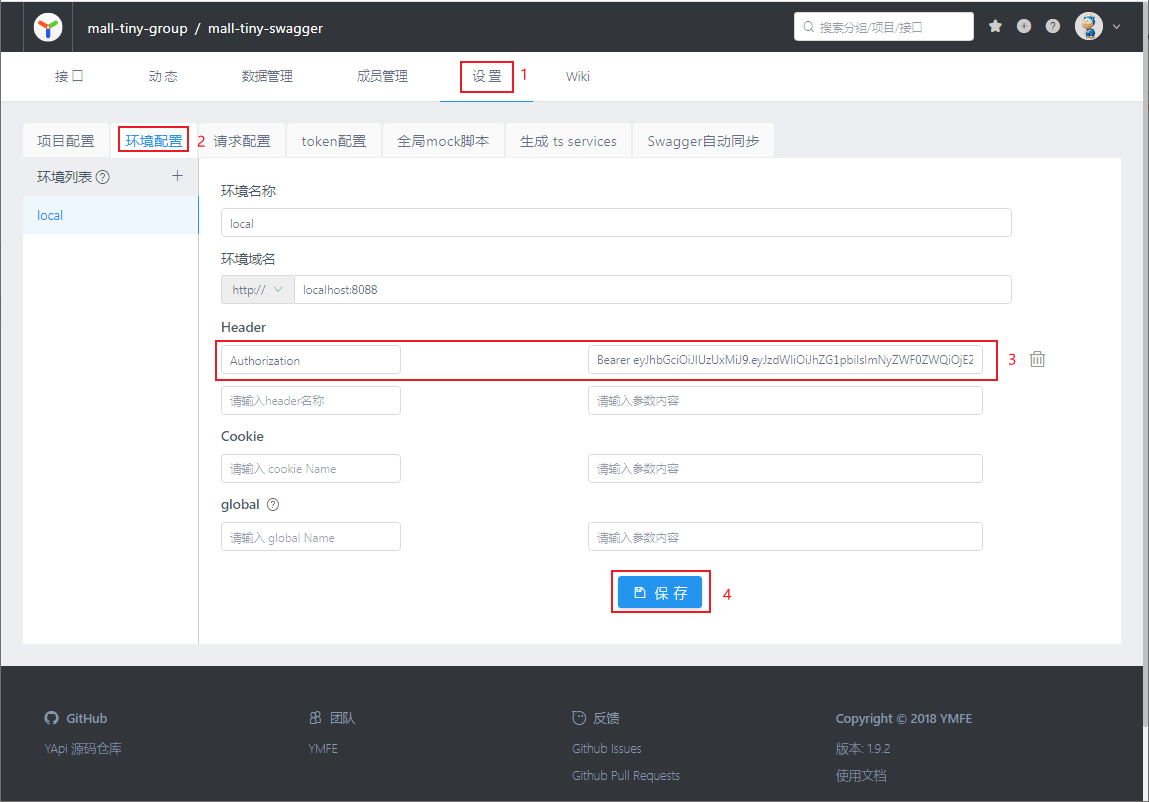 mall-tiny-group / mall-tiny-swagger 搜索分组/项目/接口
接口 动态 数据管理 成员管理 设置 1 Wiki
项目配置 环境配置 2 请求配置 token配置 全局mock脚本 生成 ts services Swagger自动同步
环境列表 +
local
环境名称
local
环境域名
http:// localhost:8088
Header
Authorization Bearer eyJhbGciOiJIUzUxMiJ9.eyJzdWIiOiJhZG1pbiIsImNyZWF0ZWQiOjE2 3
请输入header名称 请输入参数内容
Cookie
请输入 cookie Name 请输入参数内容
global
请输入 global Name 请输入参数内容
保存 4
GitHub 团队 反馈 Copyright © 2018 YMFE
YApi 源码仓库 YMFE Github Issues 版本: 1.9.2
Github Pull Requests 使用文档